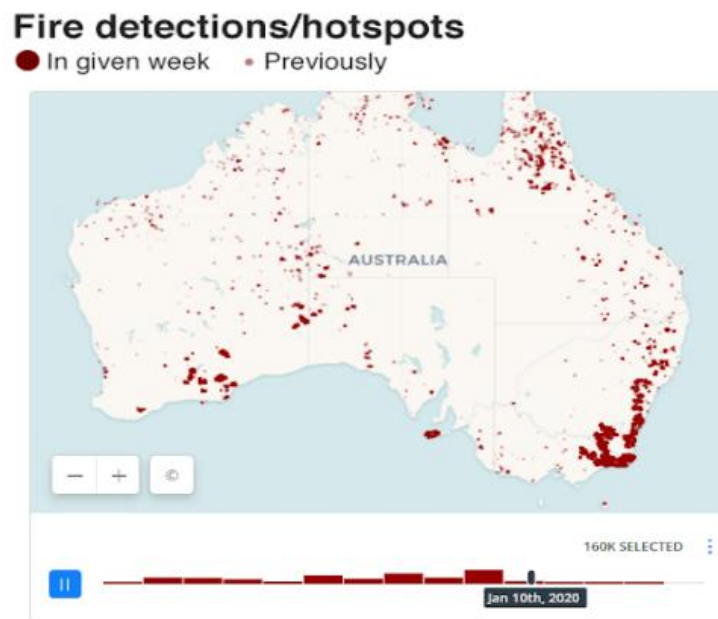 Fire detections/hotspots
In given week Previously
AUSTRALIA
©
160K SELECTED
Jan 10th, 2020